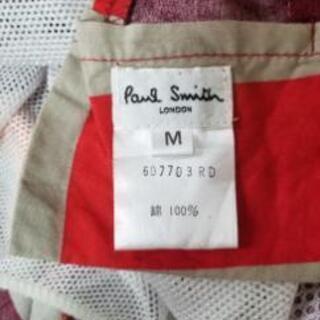 Paul Smith
LONDON
M
607703 RD
綿 100%